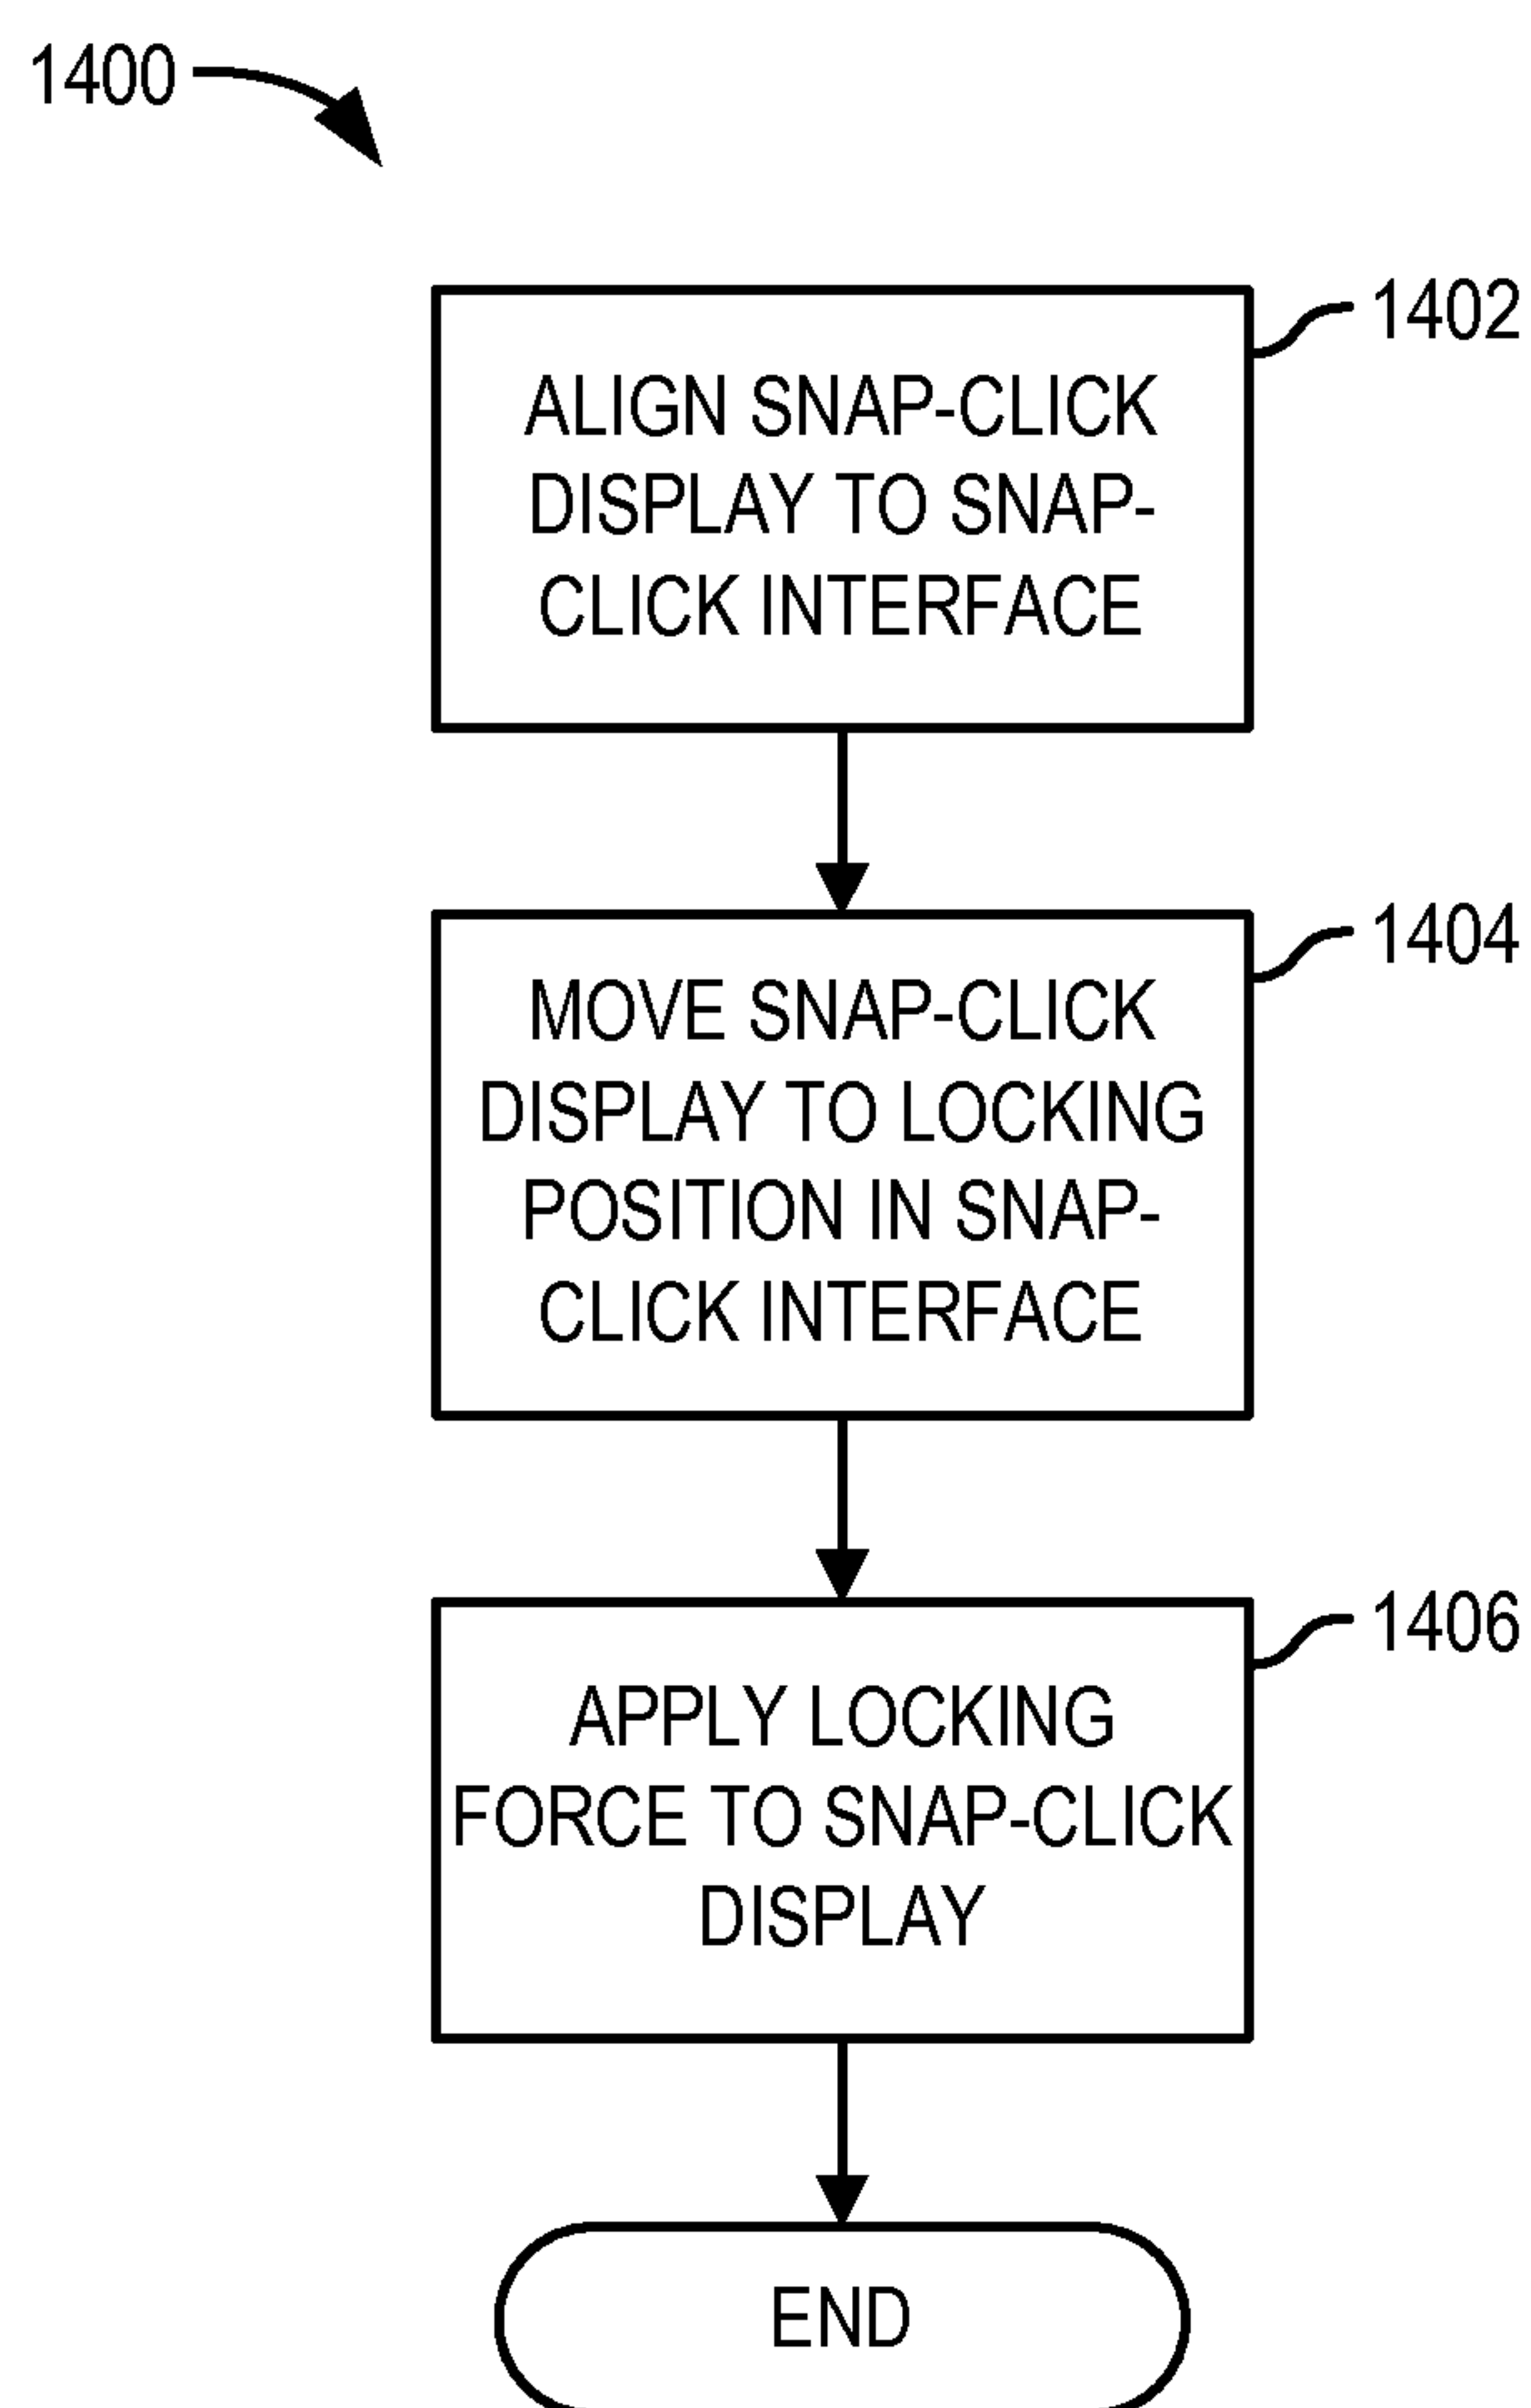 1400
1402
ALIGN SNAP-CLICK
DISPLAY TO SNAP-
CLICK INTERFACE
1404
MOVE SNAP-CLICK
DISPLAY TO LOCKING
POSITION IN SNAP-
CLICK INTERFACE
1406
APPLY LOCKING
FORCE TO SNAP-CLICK
DISPLAY
END